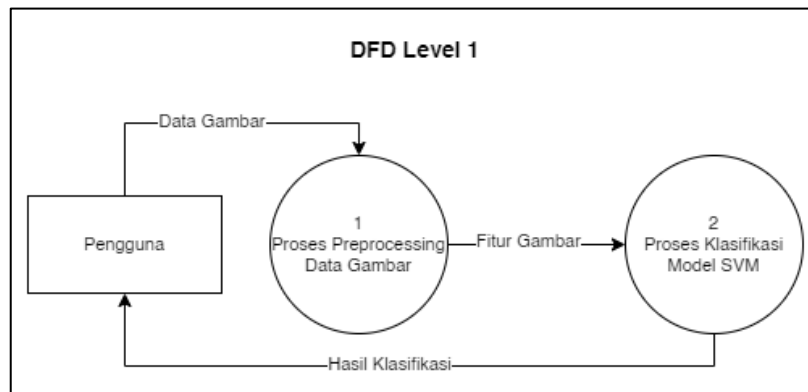 DFD Level 1
Data Gambar
Pengguna
1
Proses Preprocessing
Data Gambar
Fitur Gambar
2
Proses Klasifikasi
Model SVM
Hasil Klasifikasi